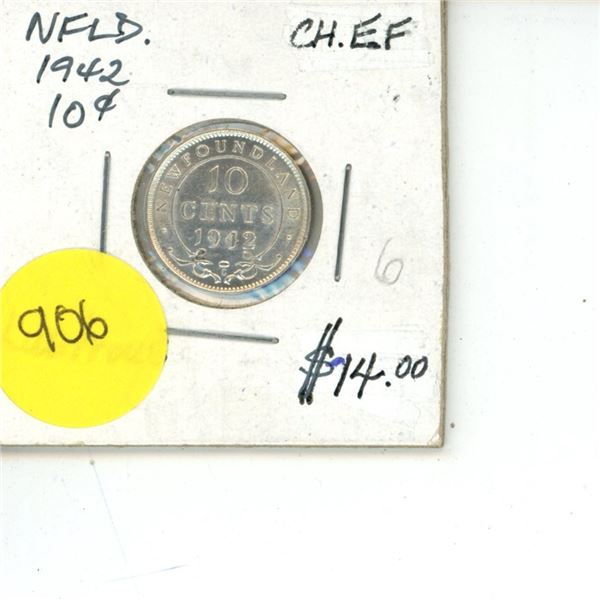 NFLD.
1942
10¢
CH.EF
NEWFOUNDLAND
10
CENTS
1942
6
906
$14.00